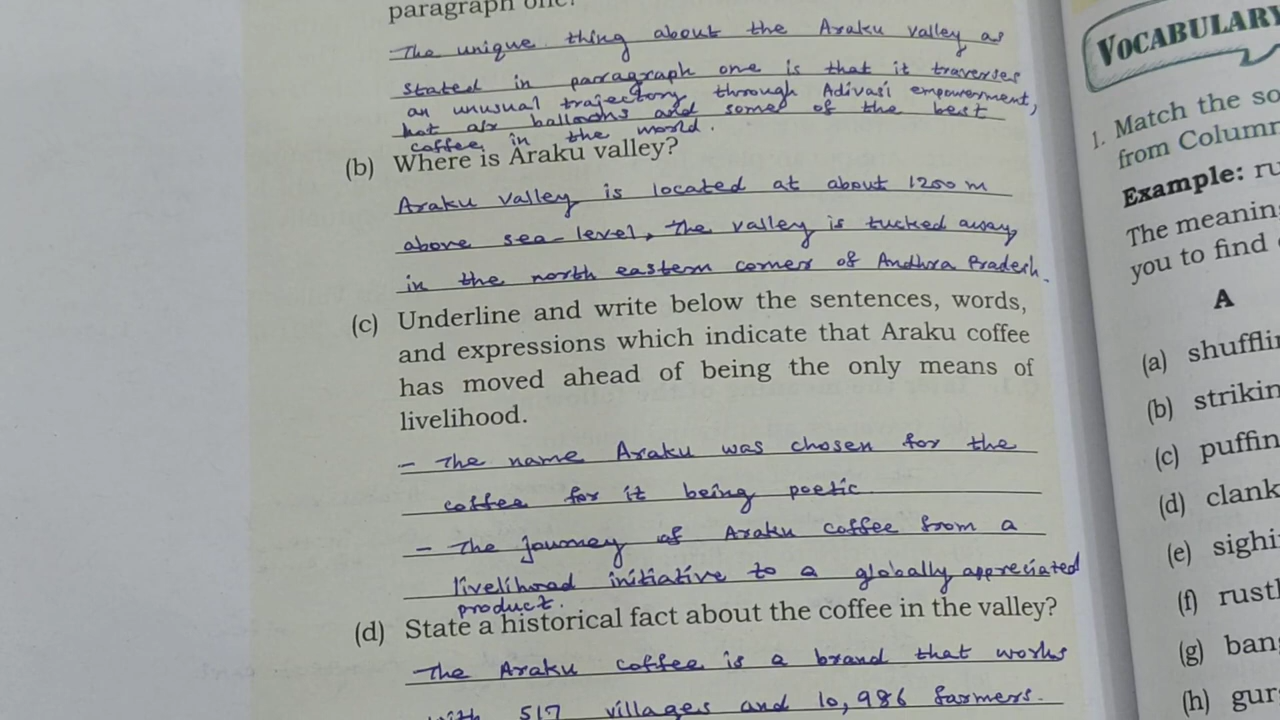 paragraph one?
The unique thing about the Araku valley as
stated in paragraph one is that it traverses
an unusual trajectory through Adivasi empowerment,
hot air balloons and some of the best
coffee in the world.
(b) Where is Araku valley?
Araku valley is located at about 1200 m
above sea-level, the valley is tucked away
in the north eastern corner of Andhra Pradesh.
(c) Underline and write below the sentences, words,
and expressions which indicate that Araku coffee
has moved ahead of being the only means of
livelihood.
- The name Araku was chosen for the
coffee for it being poetic
- The journey of Araku coffee from a
livelihood initiative to a globally appreciated
product.
(d) State a historical fact about the coffee in the valley?
The Araku coffee is a brand that works
with 517 villages and 10,986 farmers.
VOCABULARY
1. Match the so
from Column
Example: ru
The meaning
you to find
A
(a) shufflin
(b) strikin
(c) puffin
(d) clank
(e) sighi
(f) rustl
(g) bang
(h) gur